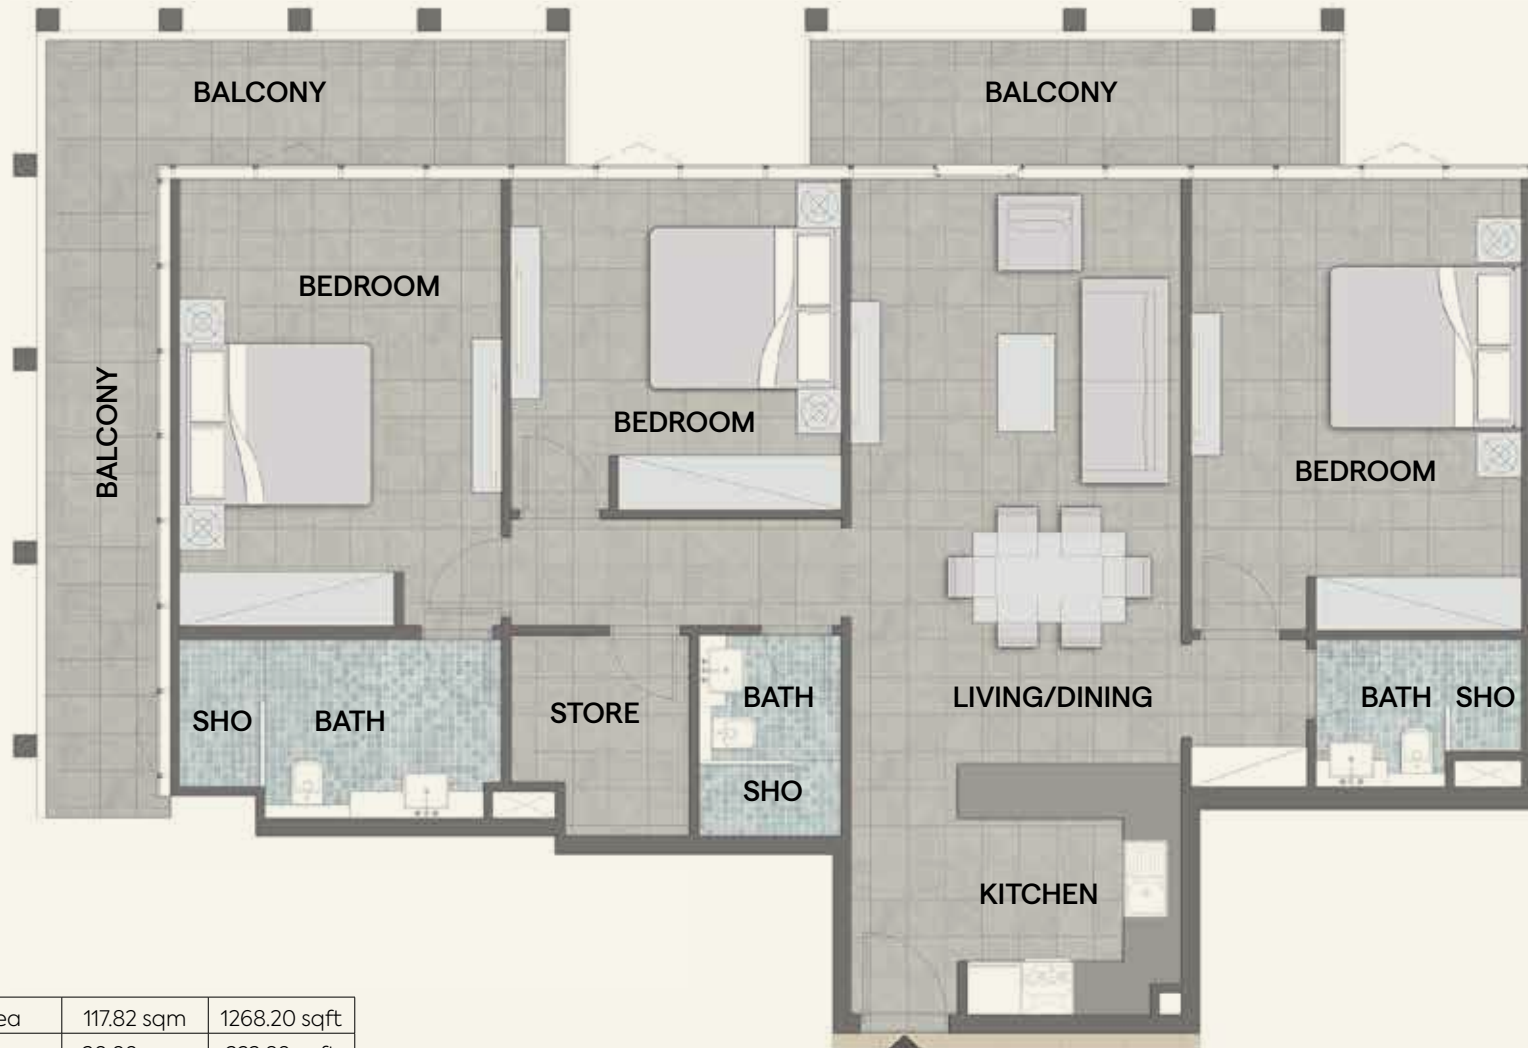 BALCONY
BALCONY
BEDROOM
BALCONY
BEDROOM
BEDROOM
SHO
BATH
STORE
BATH
SHO
LIVING/DINING
BATH
SHO
KITCHEN
117.82 sqm
1268.20 sqft